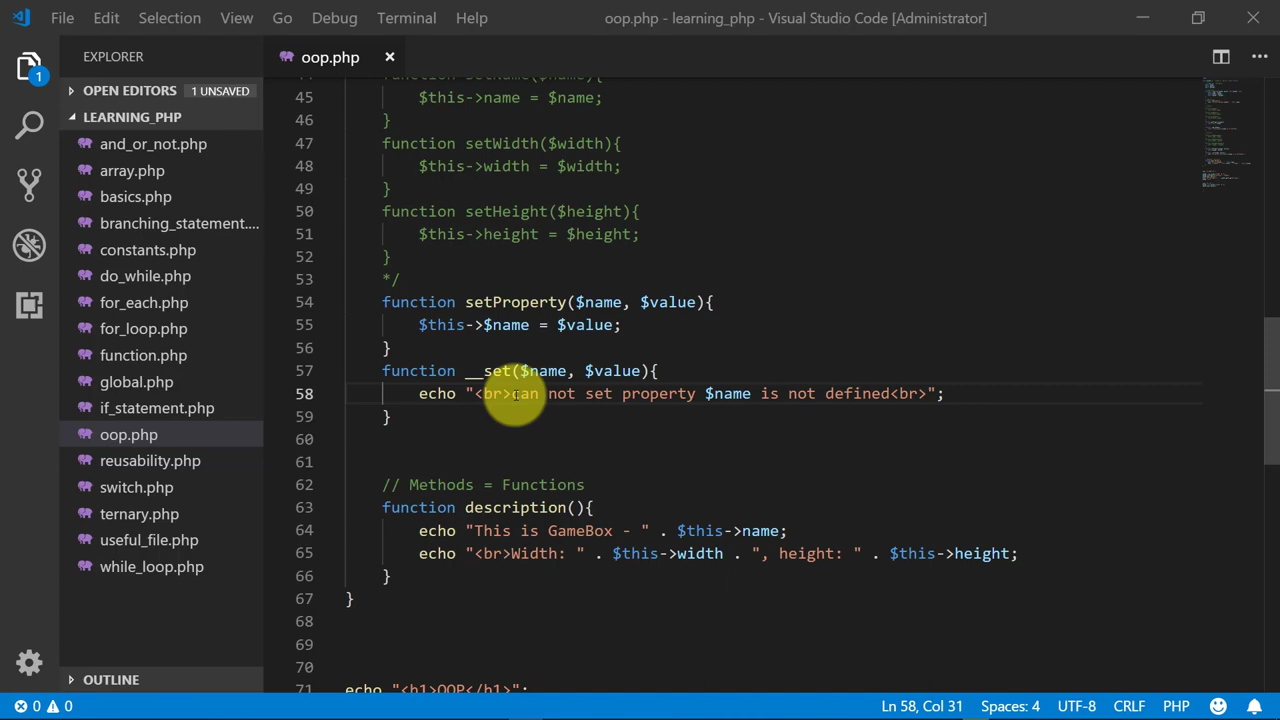 File Edit Selection View Go Debug Terminal Help
oop.php - learning_php - Visual Studio Code [Administrator]
EXPLORER
OPEN EDITORS 1 UNSAVED
LEARNING_PHP
and_or_not.php
array.php
basics.php
branching_statement....
constants.php
do_while.php
for_each.php
for_loop.php
function.php
global.php
if_statement.php
oop.php
reusability.php
switch.php
ternary.php
useful_file.php
while_loop.php
OUTLINE
1
oop.php
44 function setName($name){
45 $this->name = $name;
46 }
47 function setWidth($width){
48 $this->width = $width;
49 }
50 function setHeight($height){
51 $this->height = $height;
52 }
53 */
54 function setProperty($name, $value){
55 $this->$name = $value;
56 }
57 function __set($name, $value){
58 echo "<br>can not set property $name is not defined<br>";
59 }
60
61
62 // Methods = Functions
63 function description(){
64 echo "This is GameBox - " . $this->name;
65 echo "<br>Width: " . $this->width . ", height: " . $this->height;
66 }
67 }
68
69
70
71 echo "<h1>OOP</h1>";
0 0
Ln 58, Col 31 Spaces: 4 UTF-8 CRLF PHP